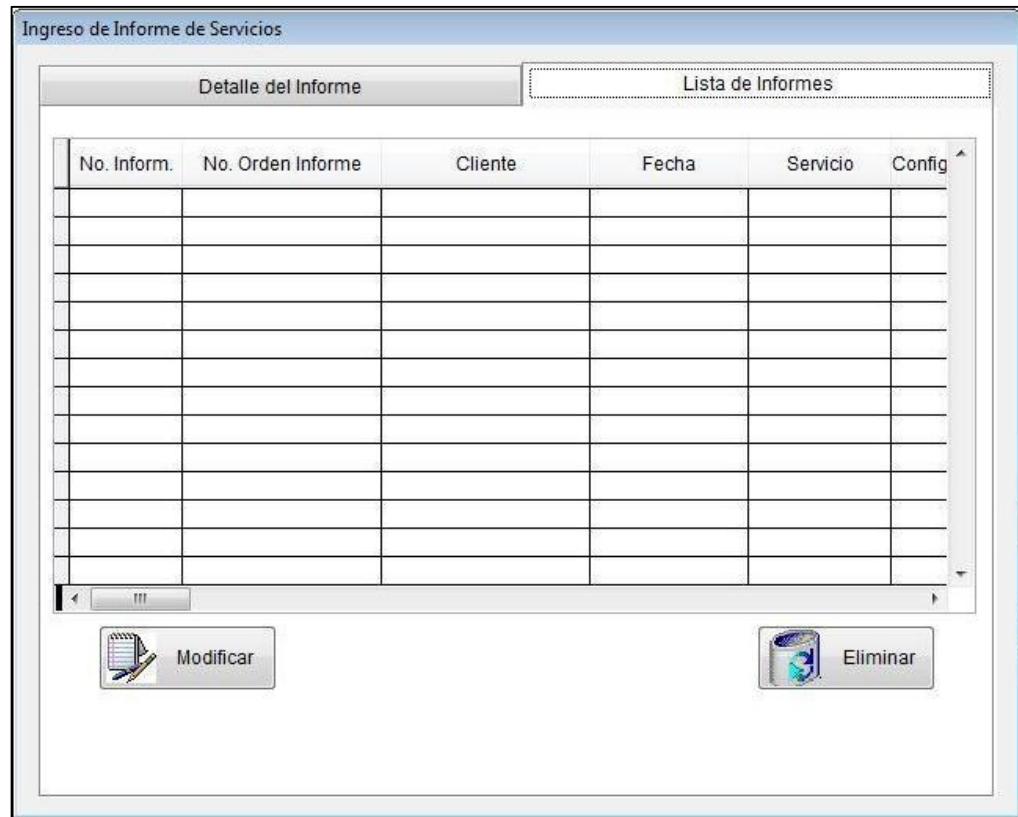 Ingreso de Informe de Servicios
Detalle del Informe Lista de Informes
No. Inform. No. Orden Informe Cliente Fecha Servicio Config
Modificar Eliminar